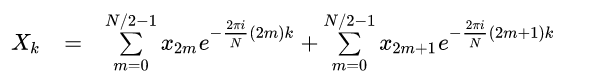 $X_k = \sum_{m=0}^{N/2-1} x_{2m} e^{-\frac{2\pi i}{N}(2m)k} + \sum_{m=0}^{N/2-1} x_{2m+1} e^{-\frac{2\pi i}{N}(2m+1)k}$